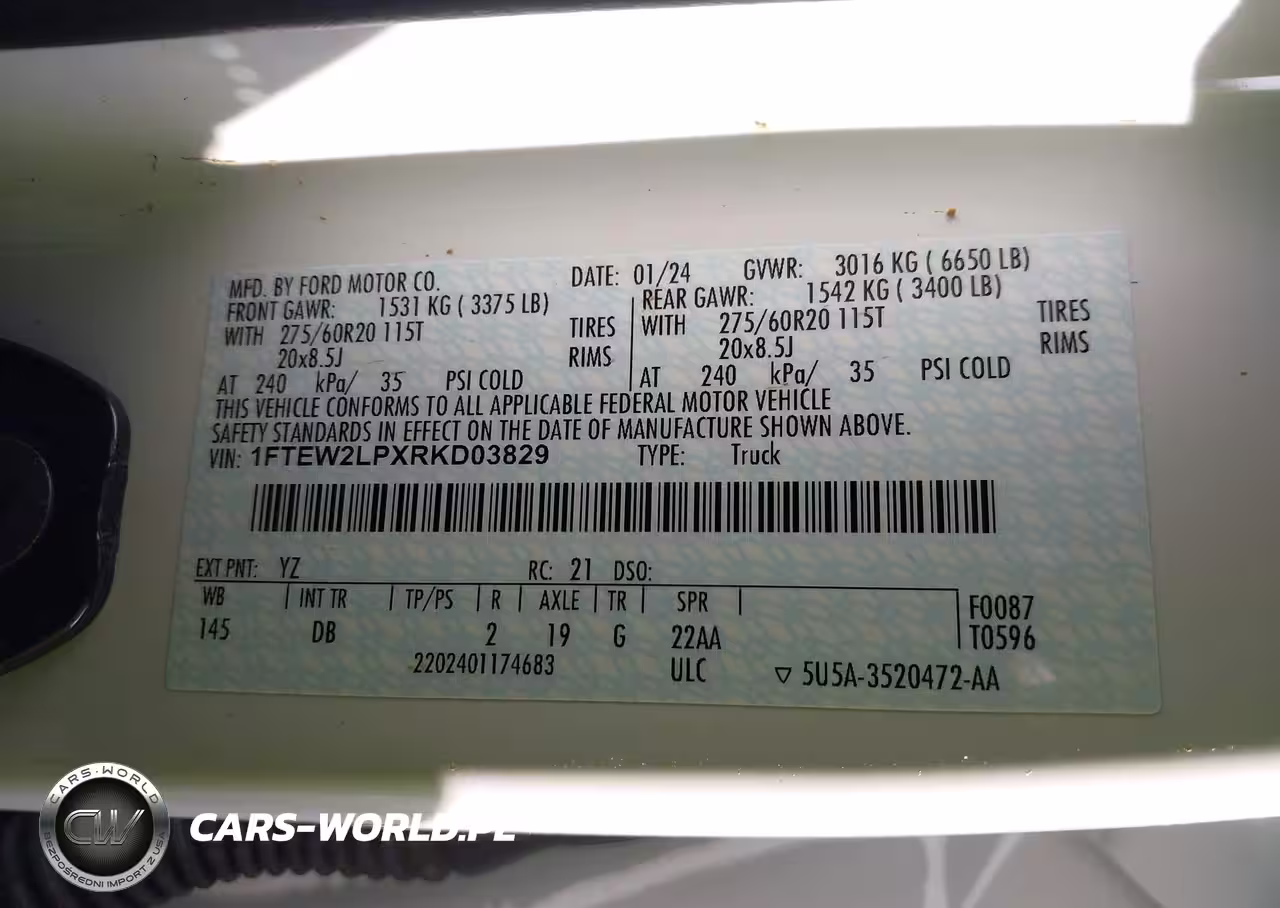 MFD. BY FORD MOTOR CO. DATE: 01/24 GVWR: 3016 KG ( 6650 LB)
FRONT GAWR: 1531 KG ( 3375 LB) REAR GAWR: 1542 KG ( 3400 LB)
WITH 275/60R20 115T TIRES WITH 275/60R20 115T TIRES
20x8.5J RIMS 20x8.5J RIMS
AT 240 kPa/ 35 PSI COLD AT 240 kPa/ 35 PSI COLD
THIS VEHICLE CONFORMS TO ALL APPLICABLE FEDERAL MOTOR VEHICLE
SAFETY STANDARDS IN EFFECT ON THE DATE OF MANUFACTURE SHOWN ABOVE.
VIN: 1FTEW2LPXRKD03829 TYPE: Truck
EXT PNT: YZ RC: 21 DSO:
WB INT TR TP/PS R AXLE TR SPR F0087
145 DB 2 19 G 22AA T0596
2202401174683 ULC ▽ 5U5A-3520472-AA
CARS-WORLD
CW
BEZPOŚREDNI IMPORT Z USA
CARS-WORLD.PL